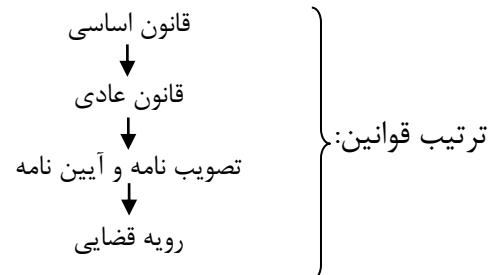 ترتیب قوانین:
قانون اساسی
قانون عادی
تصویب نامه و آیین نامه
رویه قضایی